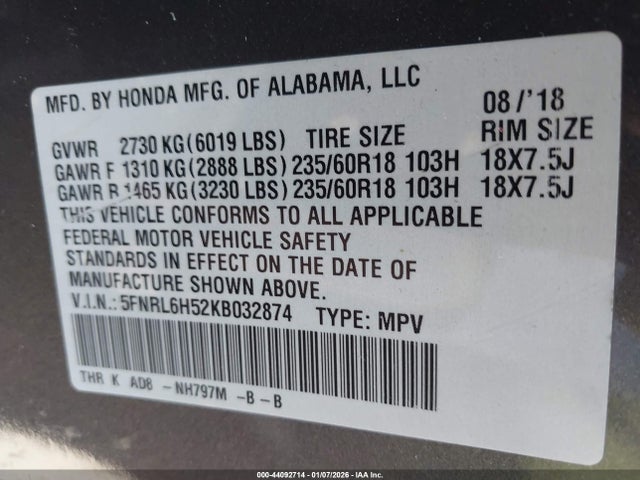 MFD. BY HONDA MFG. OF ALABAMA, LLC 08/'18
GVWR 2730 KG(6019 LBS) TIRE SIZE RIM SIZE
GAWR F 1310 KG(2888 LBS)235/60R18 103H 18X7.5J
GAWR R 1465 KG(3230 LBS)235/60R18 103H 18X7.5J
THIS VEHICLE CONFORMS TO ALL APPLICABLE
FEDERAL MOTOR VEHICLE SAFETY
STANDARDS IN EFFECT ON THE DATE OF
MANUFACTURE SHOWN ABOVE.
V.I.N.: 5FNRL6H52KB032874 TYPE: MPV
THR K AD8 -NH797M -B-B
000-44092714 | 01/07/2026 | IAA Inc.